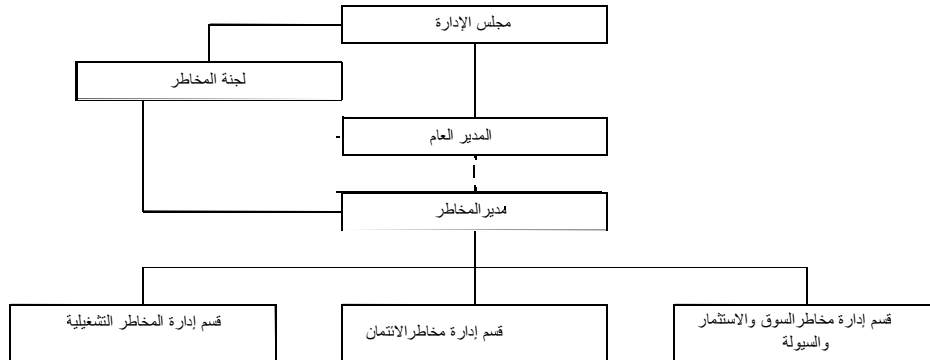 مجلس الإدارة
لجنة المخاطر
المدير العام
مديرالمخاطر
قسم إدارة مخاطرالسوق والاستثمار
والسيولة
قسم إدارة مخاطرالائتمان
قسم إدارة المخاطر التشغيلية